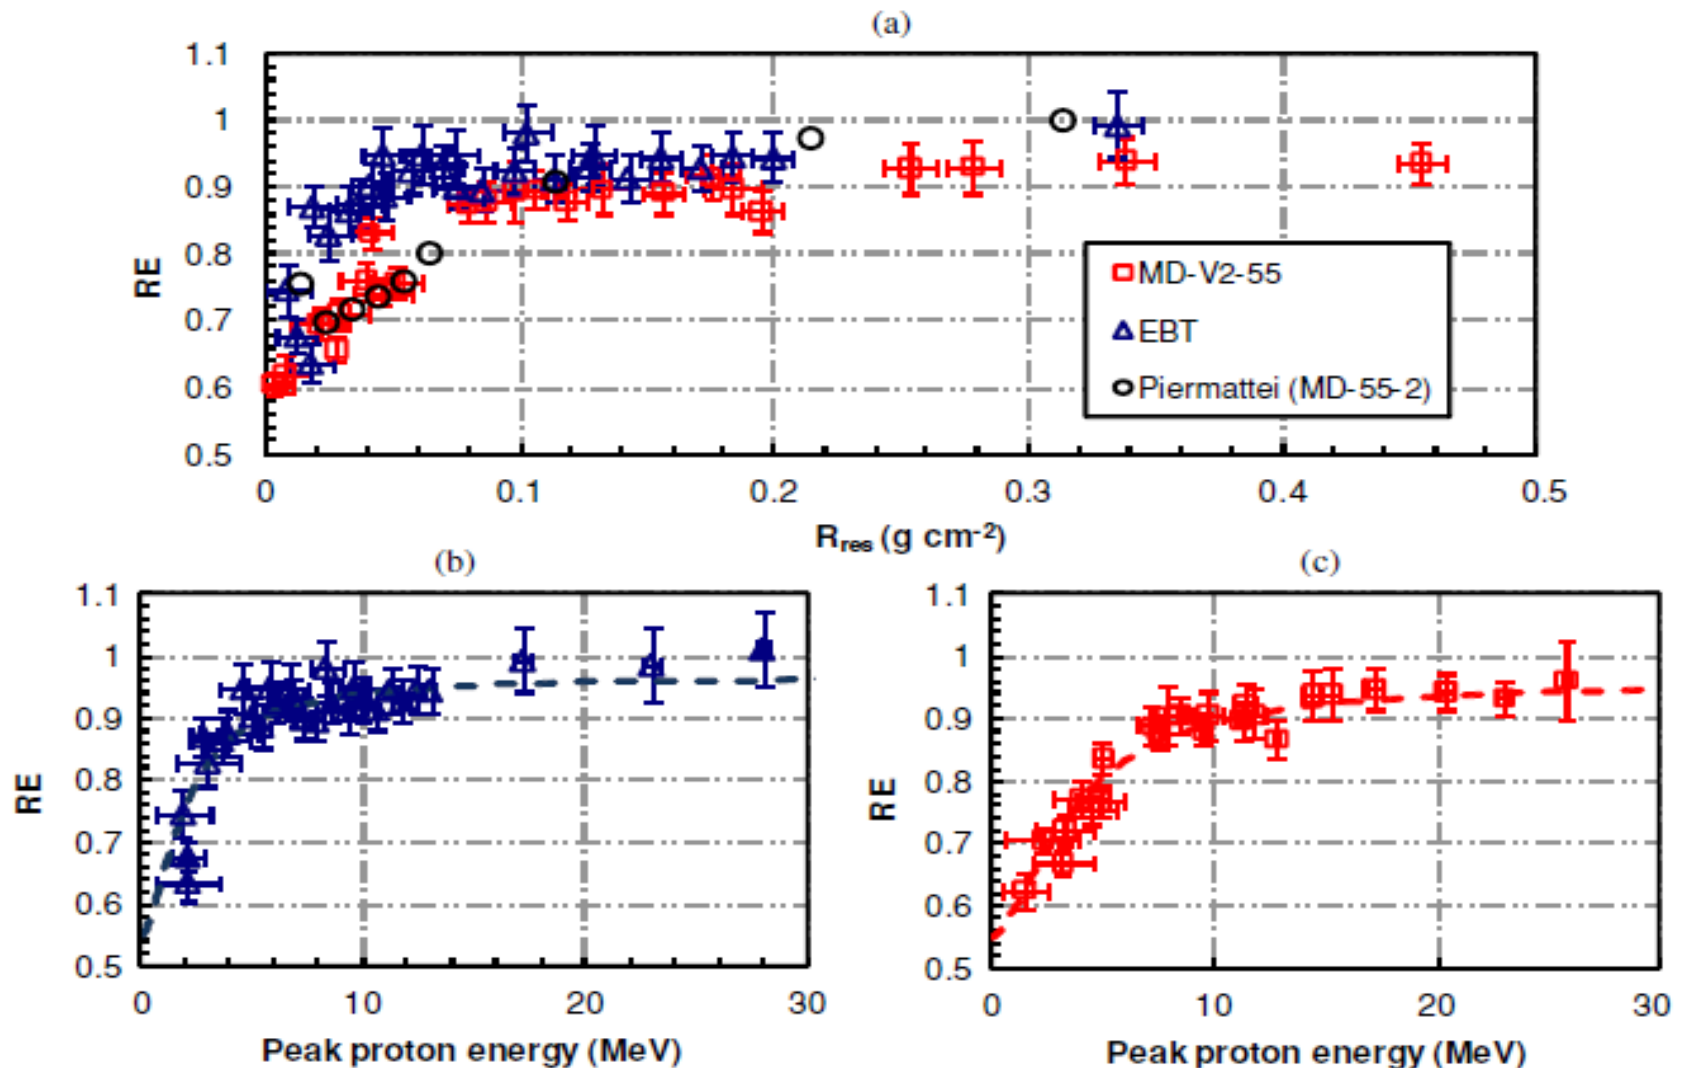 (a)
1.1
1
0.9
0.8
0.7
0.6
0.5
RE
MD-V2-55
EBT
Piermattei (MD-55-2)
0 0.1 0.2 0.3 0.4 0.5
Rres (g cm-2)
(b)
1.1
1
0.9
0.8
0.7
0.6
0.5
RE
0 10 20 30
Peak proton energy (MeV)
(c)
1.1
1
0.9
0.8
0.7
0.6
0.5
RE
0 10 20 30
Peak proton energy (MeV)